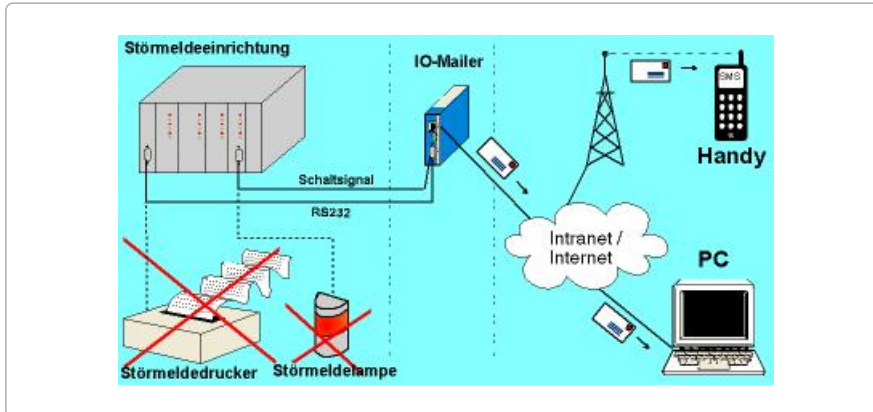 Störmeldeeinrichtung
IO-Mailer
SMS
Handy
Schaltsignal
RS232
Intranet /
Internet
PC
Störmeldedrucker
Störmeldelampe